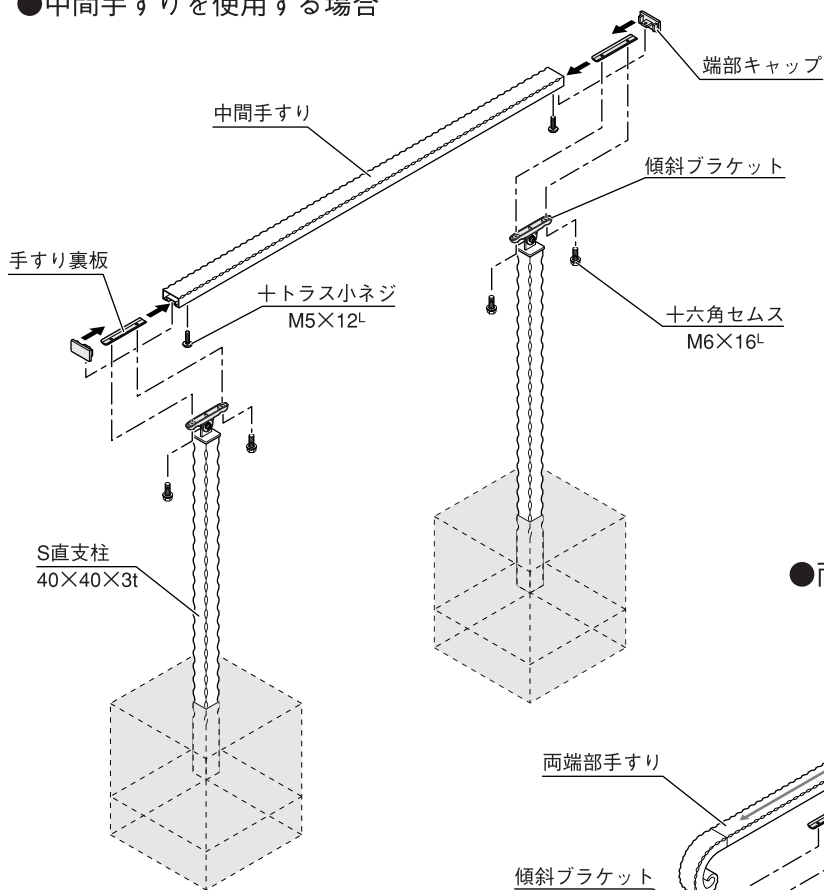 ●中間手すりを使用する場合
端部キャップ
中間手すり
傾斜ブラケット
手すり裏板
十トラス小ネジ
M5×12ᴸ
十六角セムス
M6×16ᴸ
S直支柱
40×40×3t
●両
両端部手すり
傾斜ブラケット